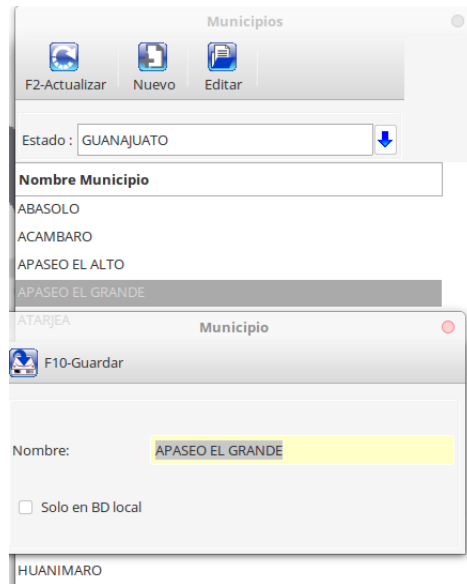 Municipios
F2-Actualizar Nuevo Editar
Estado : GUANAJUATO
Nombre Municipio
ABASOLO
ACAMBARO
APASEO EL ALTO
APASEO EL GRANDE
ATARJEA
Municipio
F10-Guardar
Nombre: APASEO EL GRANDE
Solo en BD local
HUANIMARO